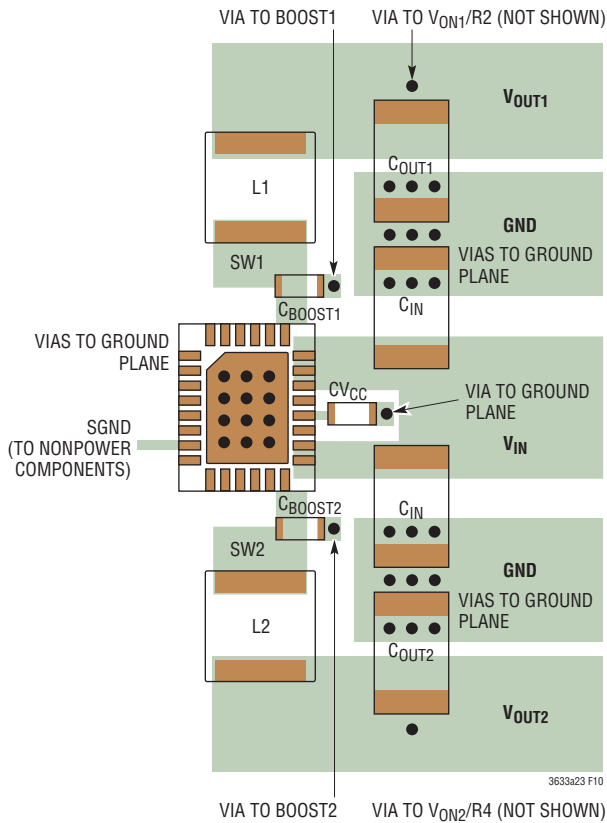 VIA TO BOOST1
VIA TO VON1/R2 (NOT SHOWN)
VOUT1
COUT1
L1
GND
VIAS TO GROUND
PLANE
SW1
CBOOST1
CIN
VIAS TO GROUND
PLANE
CVCC
VIA TO GROUND
PLANE
SGND
(TO NONPOWER
COMPONENTS)
VIN
CBOOST2
CIN
SW2
GND
VIAS TO GROUND
PLANE
L2
COUT2
VOUT2
3633a23 F10
VIA TO BOOST2
VIA TO VON2/R4 (NOT SHOWN)